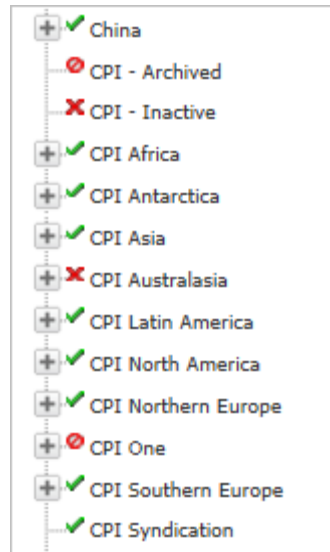 China
CPI - Archived
CPI - Inactive
CPI Africa
CPI Antarctica
CPI Asia
CPI Australasia
CPI Latin America
CPI North America
CPI Northern Europe
CPI One
CPI Southern Europe
CPI Syndication